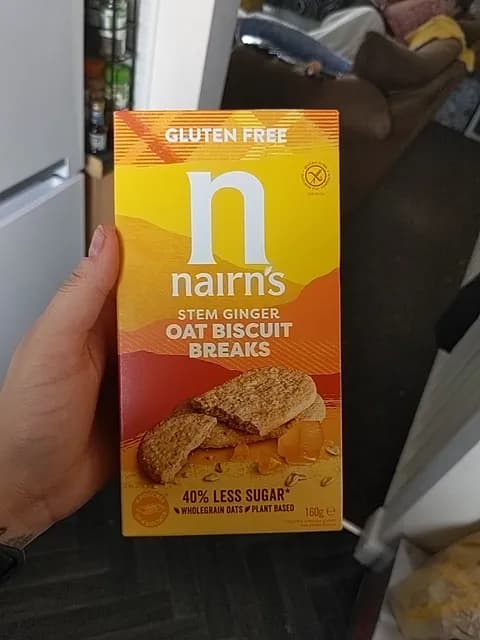 GLUTEN FREE
n
nairn's
STEM GINGER
OAT BISCUIT
BREAKS
40% LESS SUGAR*
WHOLEGRAIN OATS PLANT BASED
160g ℮